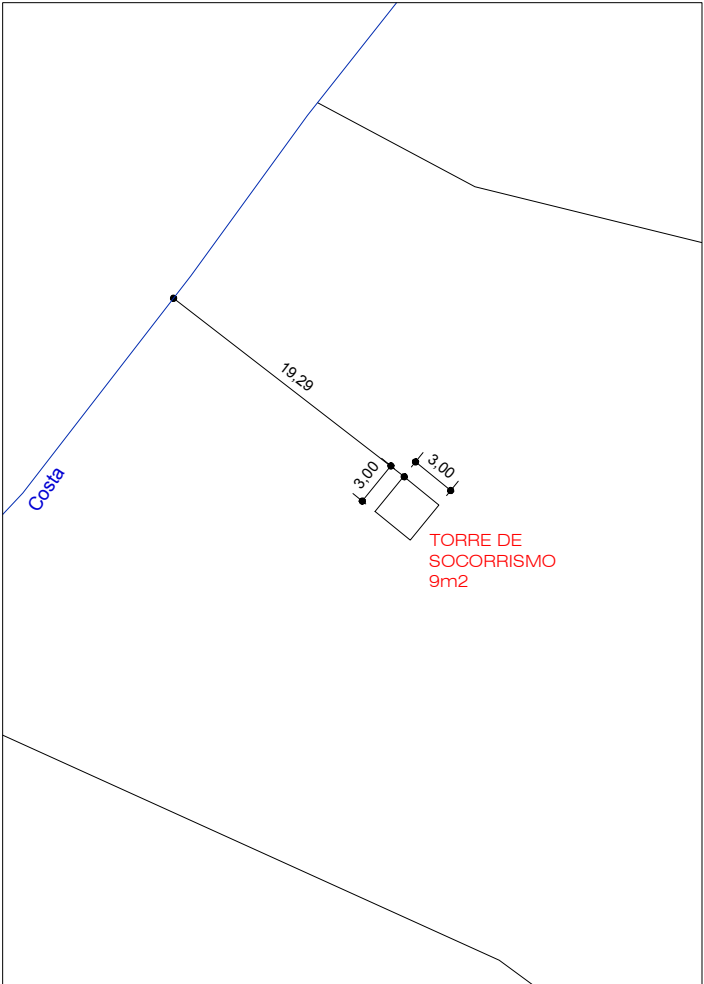 19,29
3,00
3,00
Costa
TORRE DE
SOCORRISMO
9m2